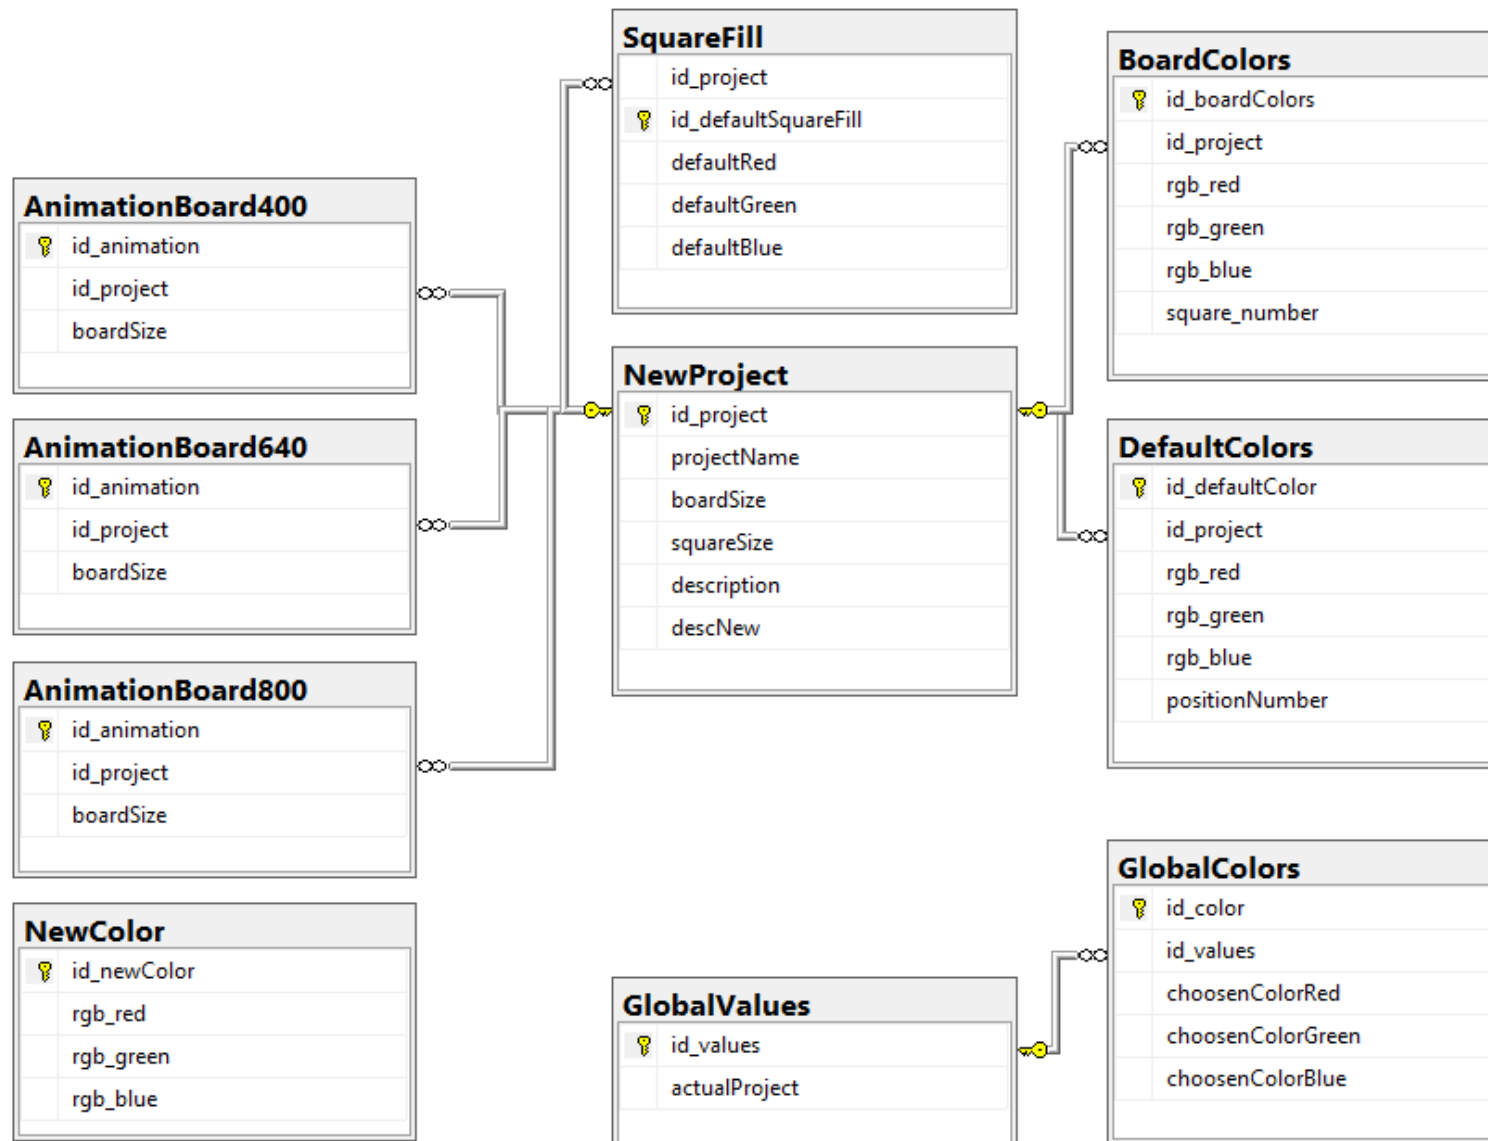 SquareFill
id_project
id_defaultSquareFill
defaultRed
defaultGreen
defaultBlue
BoardColors
id_boardColors
id_project
rgb_red
rgb_green
rgb_blue
square_number
AnimationBoard400
id_animation
id_project
boardSize
NewProject
id_project
projectName
boardSize
squareSize
description
descNew
AnimationBoard640
id_animation
id_project
boardSize
DefaultColors
id_defaultColor
id_project
rgb_red
rgb_green
rgb_blue
positionNumber
AnimationBoard800
id_animation
id_project
boardSize
GlobalColors
id_color
id_values
choosenColorRed
choosenColorGreen
choosenColorBlue
NewColor
id_newColor
rgb_red
rgb_green
rgb_blue
GlobalValues
id_values
actualProject